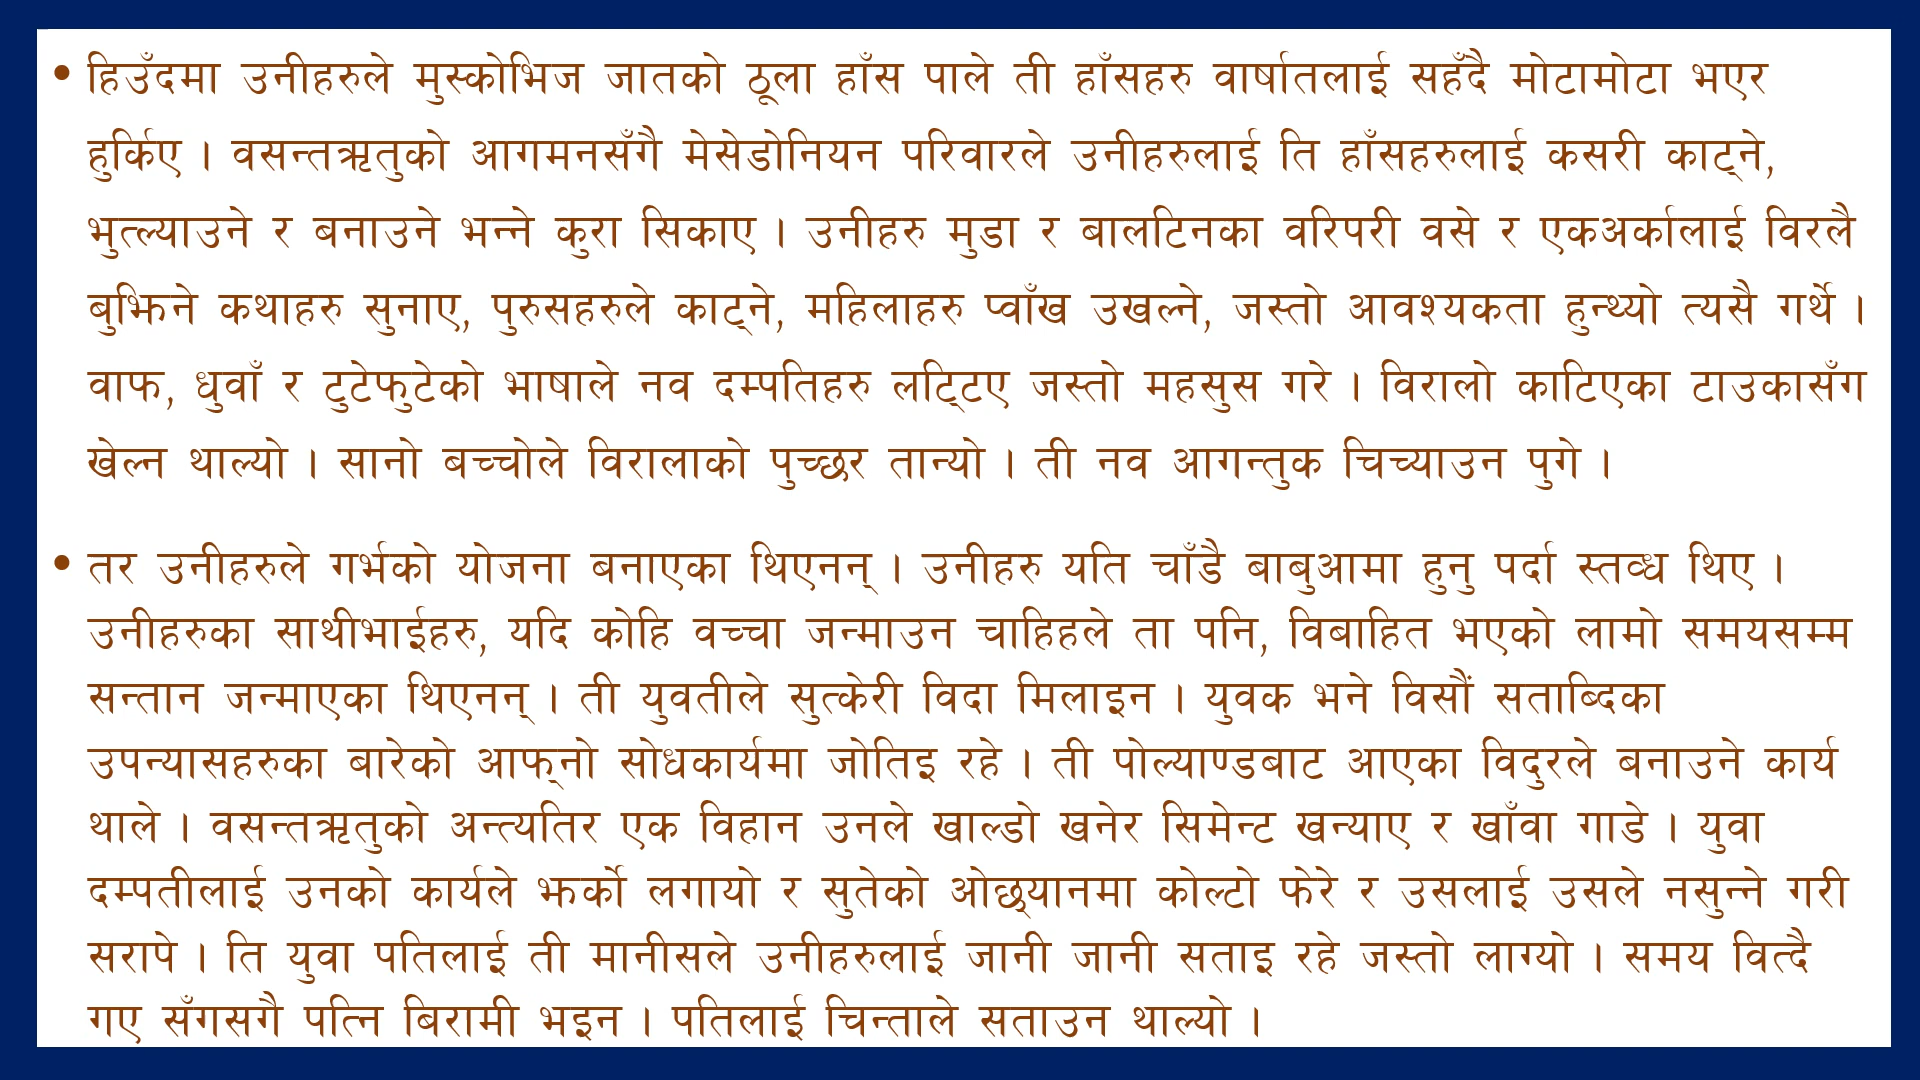 • हिउँदमा उनीहरुले मुस्कोभिज जातको ठूला हाँस पाले ती हाँसहरु वार्षातलाई सहँदै मोटामोटा भएर
हुर्किए । वसन्तऋतुको आगमनसँगै मेसेडोनियन परिवारले उनीहरुलाई ति हाँसहरुलाई कसरी काट्ने,
भुत्ल्याउने र बनाउने भन्ने कुरा सिकाए । उनीहरु मुडा र बालटिनका वरिपरी वसे र एकअर्कालाई विरलै
बुझिने कथाहरु सुनाए, पुरुसहरुले काट्ने, महिलाहरु प्वाँख उखल्ने, जस्तो आवश्यकता हुन्थ्यो त्यसै गर्थे ।
वाफ, धुवाँ र टुटेफुटेको भाषाले नव दम्पतिहरु लट्टिए जस्तो महसुस गरे । विरालो काटिएका टाउकासँग
खेल्न थाल्यो । सानो बच्चोले विरालाको पुच्छर तान्यो । ती नव आगन्तुक चिच्याउन पुगे ।
• तर उनीहरुले गर्भको योजना बनाएका थिएनन् । उनीहरु यति चाँडै बाबुआमा हुनु पर्दा स्तव्ध थिए ।
उनीहरुका साथीभाईहरु, यदि कोहि वच्चा जन्माउन चाहिहले ता पनि, विबाहित भएको लामो समयसम्म
सन्तान जन्माएका थिएनन् । ती युवतीले सुत्केरी विदा मिलाइन । युवक भने विसौं सताब्दिका
उपन्यासहरुका बारेको आफ्नो सोधकार्यमा जोतिइ रहे । ती पोल्याण्डबाट आएका विदुरले बनाउने कार्य
थाले । वसन्तऋतुको अन्त्यतिर एक विहान उनले खाल्डो खनेर सिमेन्ट खन्याए र खाँवा गाडे । युवा
दम्पतीलाई उनको कार्यले झर्को लगायो र सुतेको ओछ्यानमा कोल्टो फेरे र उसलाई उसले नसुन्ने गरी
सरापे । ति युवा पतिलाई ती मानीसले उनीहरुलाई जानी जानी सताइ रहे जस्तो लाग्यो । समय वित्दै
गए सँगसगै पत्नि बिरामी भइन । पतिलाई चिन्ताले सताउन थाल्यो ।